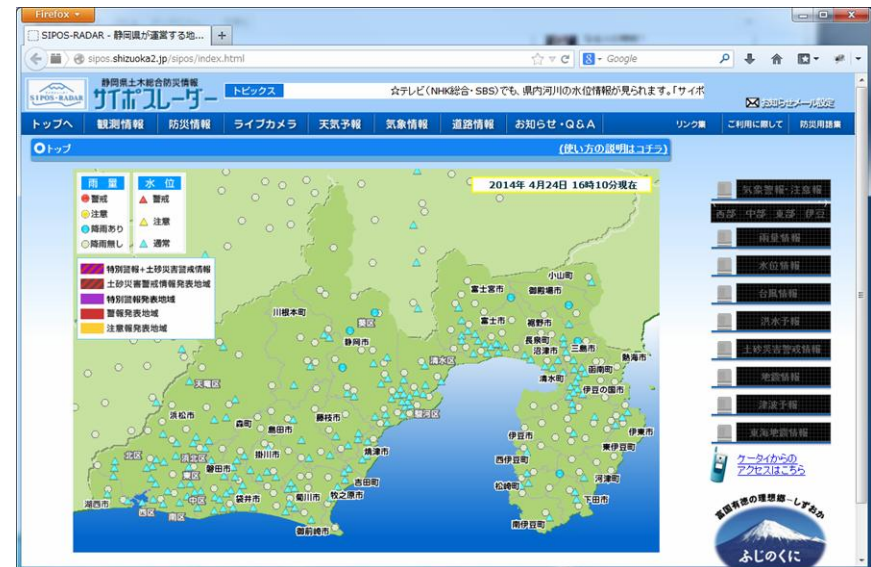 Firefox
SIPOS-RADAR - 静岡県が運営する地...
sipos.shizuoka2.jp/sipos/index.html
Google
SIPOS-RADAR
静岡県土木総合防災情報
サイポスレーダー
トピックス
☆テレビ(NHK総合・SBS)でも、県内河川の水位情報が見られます。「サイポ
お知らせメール設定
トップへ 観測情報 防災情報 ライブカメラ 天気予報 気象情報 道路情報 お知らせ・Q&A リンク集 ご利用に際して 防災用語集
トップ
(使い方の説明はコチラ)
2014年 4月24日 16時10分現在
雨量 水位
警戒 警戒
注意 注意
降雨あり
降雨無し 通常
特別警報+土砂災害警戒情報
土砂災害警戒情報発表地域
特別警報発表地域
警報発表地域
注意報発表地域
小山町
富士宮市 御殿場市
川根本町
葵区
富士市 裾野市
静岡市
長泉町
沼津市 三島市
熱海市
清水区
函南町
清水町
天竜区
伊豆の国市
駿河区
浜松市
森町
島田市
藤枝市
伊豆市
伊東市
北区
浜北区
掛川市
焼津市
東伊豆町
東区
磐田市
西伊豆町
吉田町
河津町
松崎町
湖西市
西区
中区
南区
袋井市
菊川市
牧之原市
下田市
南伊豆町
御前崎市
気象警報・注意報
西部 中部 東部 伊豆
雨量情報
水位情報
台風情報
洪水予報
土砂災害警戒情報
地震情報
津波予報
東海地震情報
ケータイからの
アクセスはこちら
富国有徳の理想郷-しずおか
ふじのくに